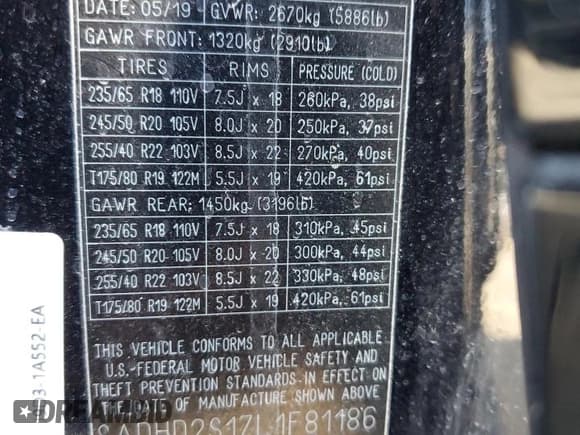 DATE: 05/19 - GVWR: 2670kg (5886lb)
GAWR FRONT: 1320kg (2910lb)
TIRES RIMS PRESSURE (COLD)
235/65 R18 110V 7.5J x 18 260kPa, 38psi
245/50 R20 105V 8.0J x 20 250kPa, 37psi
255/40 R22 103V 8.5J x 22 270kPa, 40psi
T175/80 R19 122M 5.5J x 19 420kPa, 61psi
GAWR REAR: 1450kg (3196lb)
235/65 R18 110V 7.5J x 18 310kPa, 45psi
245/50 R20 105V 8.0J x 20 300kPa, 44psi
255/40 R22 103V 8.5J x 22 330kPa, 48psi
T175/80 R19 122M 5.5J x 19 420kPa, 61psi
THIS VEHICLE CONFORMS TO ALL APPLICABLE
U.S.-FEDERAL MOTOR VEHICLE SAFETY AND
THEFT PREVENTION STANDARDS IN EFFECT ON
THE DATE OF MANUFACTURE SHOWN ABOVE
SADHD2S17L1F81186
1A552 EA
DREAMBID